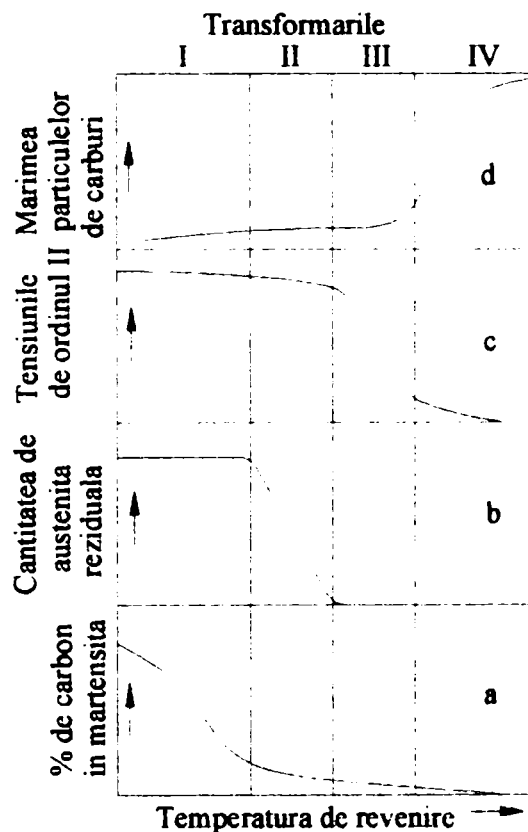 Transformarile
I II III IV
Marimea
particulelor
de carburi
d
Tensiunile
de ordinul II
c
Cantitatea de
austenita
reziduala
b
% de carbon
in martensita
a
Temperatura de revenire